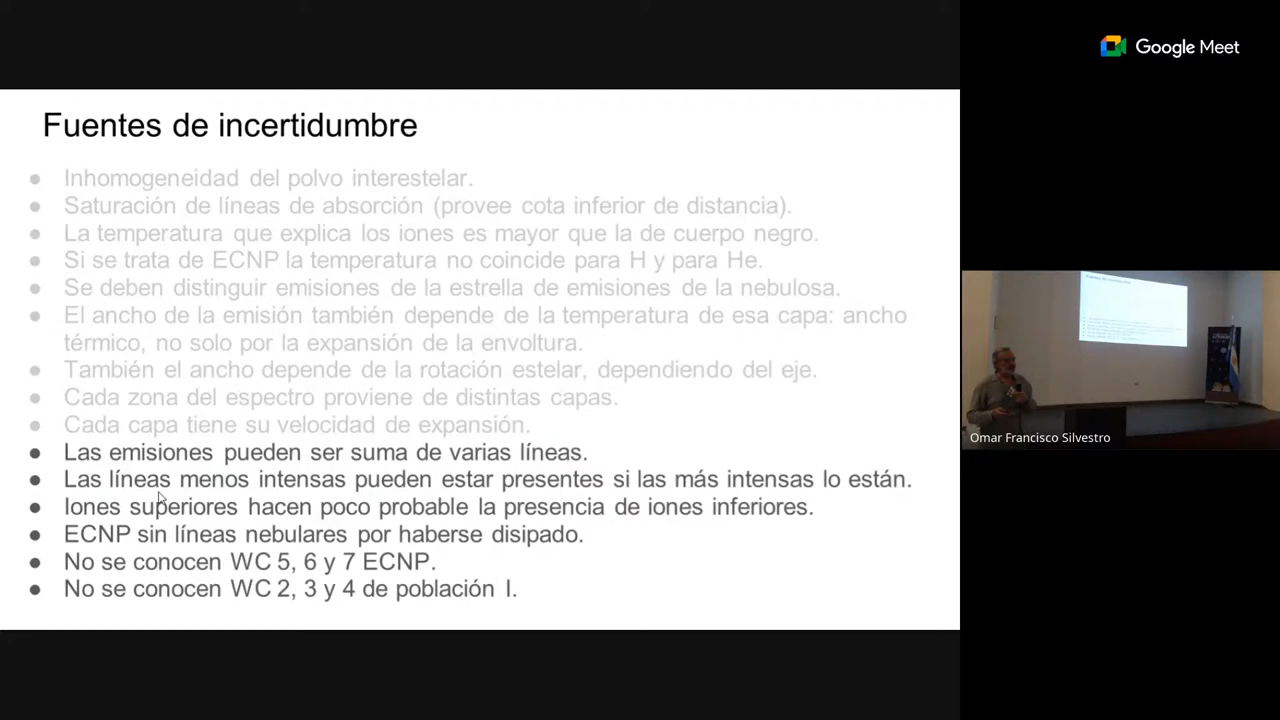 Google Meet
Fuentes de incertidumbre
● Inhomogeneidad del polvo interestelar.
● Saturación de líneas de absorción (provee cota inferior de distancia).
● La temperatura que explica los iones es mayor que la de cuerpo negro.
● Si se trata de ECNP la temperatura no coincide para H y para He.
● Se deben distinguir emisiones de la estrella de emisiones de la nebulosa.
● El ancho de la emisión también depende de la temperatura de esa capa: ancho
térmico, no solo por la expansión de la envoltura.
● También el ancho depende de la rotación estelar, dependiendo del eje.
● Cada zona del espectro proviene de distintas capas.
● Cada capa tiene su velocidad de expansión.
● Las emisiones pueden ser suma de varias líneas.
● Las líneas menos intensas pueden estar presentes si las más intensas lo están.
● Iones superiores hacen poco probable la presencia de iones inferiores.
● ECNP sin líneas nebulares por haberse disipado.
● No se conocen WC 5, 6 y 7 ECNP.
● No se conocen WC 2, 3 y 4 de población I.
Omar Francisco Silvestro